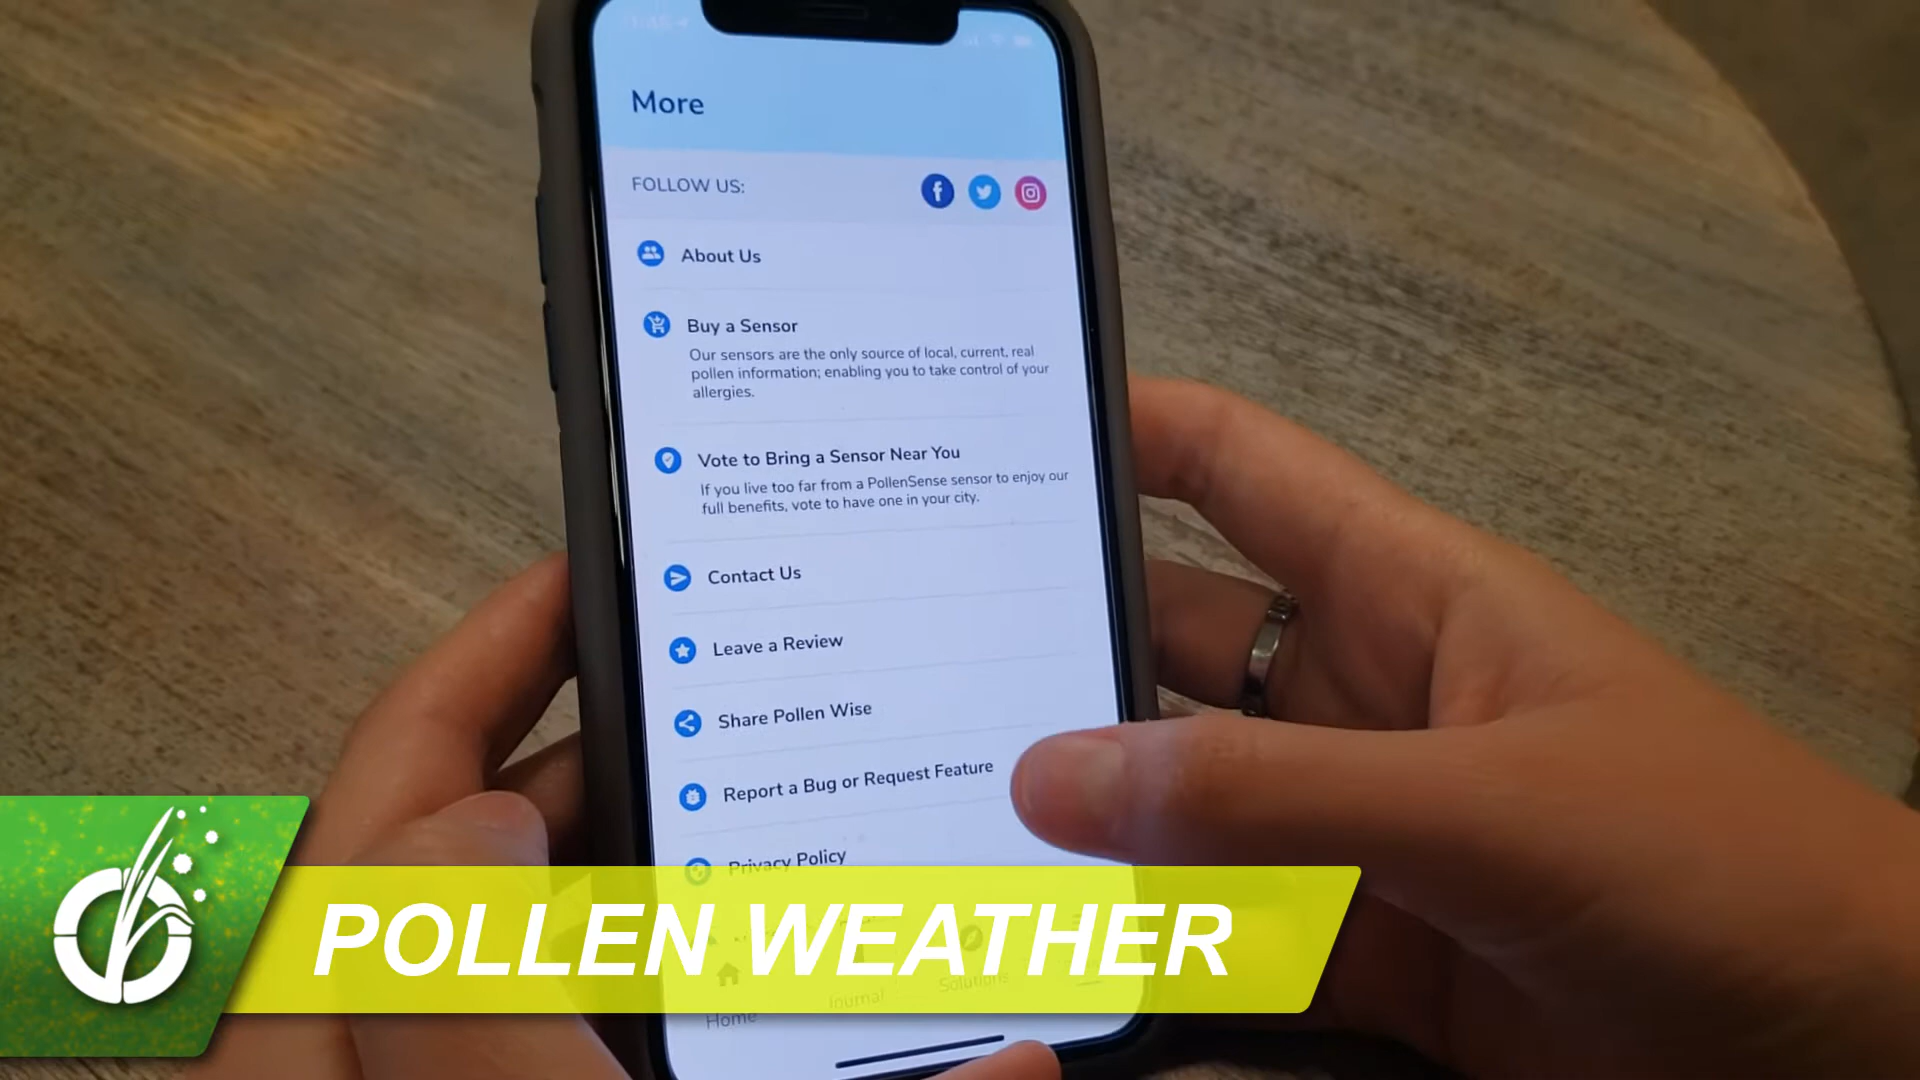 More
FOLLOW US:
About Us
Buy a Sensor
Our sensors are the only source of local, current, real
pollen information; enabling you to take control of your
allergies.
Vote to Bring a Sensor Near You
If you live too far from a PollenSense sensor to enjoy our
full benefits, vote to have one in your city.
Contact Us
Leave a Review
Share Pollen Wise
Report a Bug or Request Feature
Privacy Policy
POLLEN WEATHER
Home
Journal
Solutions